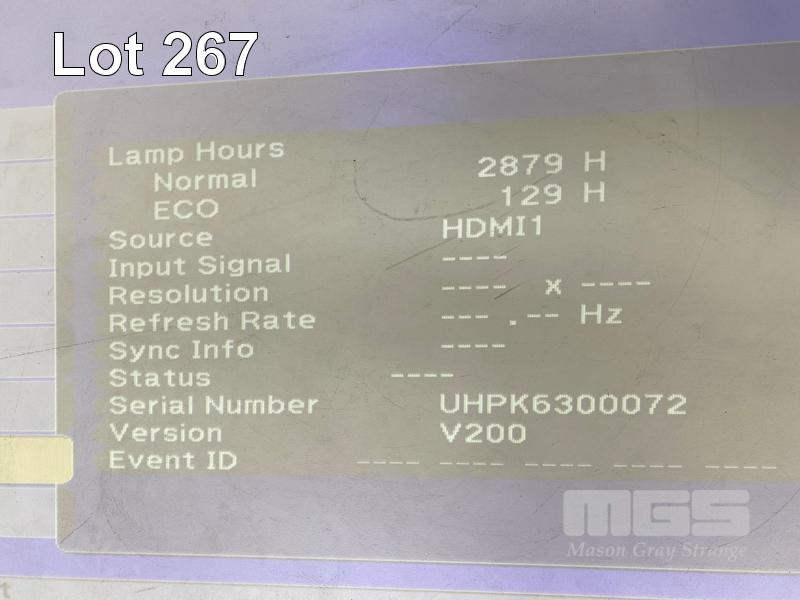 Lot 267
Lamp Hours
Normal 2879 H
ECO 129 H
Source HDMI1
Input Signal ----
Resolution ---- x ----
Refresh Rate --- .-- Hz
Sync Info ----
Status ----
Serial Number UHPK6300072
Version V200
Event ID ---- ---- ---- ---- ----
MGS
Mason Gray Strange